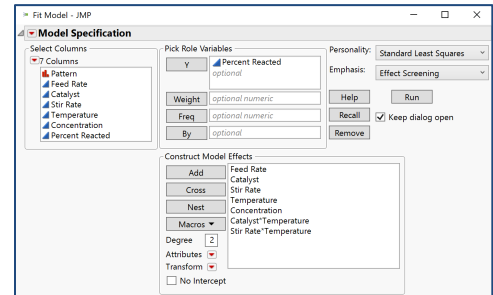 Fit Model - JMP
Model Specification
Select Columns
7 Columns
Pattern
Feed Rate
Catalyst
Stir Rate
Temperature
Concentration
Percent Reacted
Pick Role Variables
Y
Percent Reacted
optional
Weight
optional numeric
Freq
optional numeric
By
optional
Personality:
Standard Least Squares
Emphasis:
Effect Screening
Help
Run
Recall
Keep dialog open
Remove
Construct Model Effects
Add
Cross
Nest
Macros
Degree 2
Attributes
Transform
No Intercept
Feed Rate
Catalyst
Stir Rate
Temperature
Concentration
Catalyst*Temperature
Stir Rate*Temperature